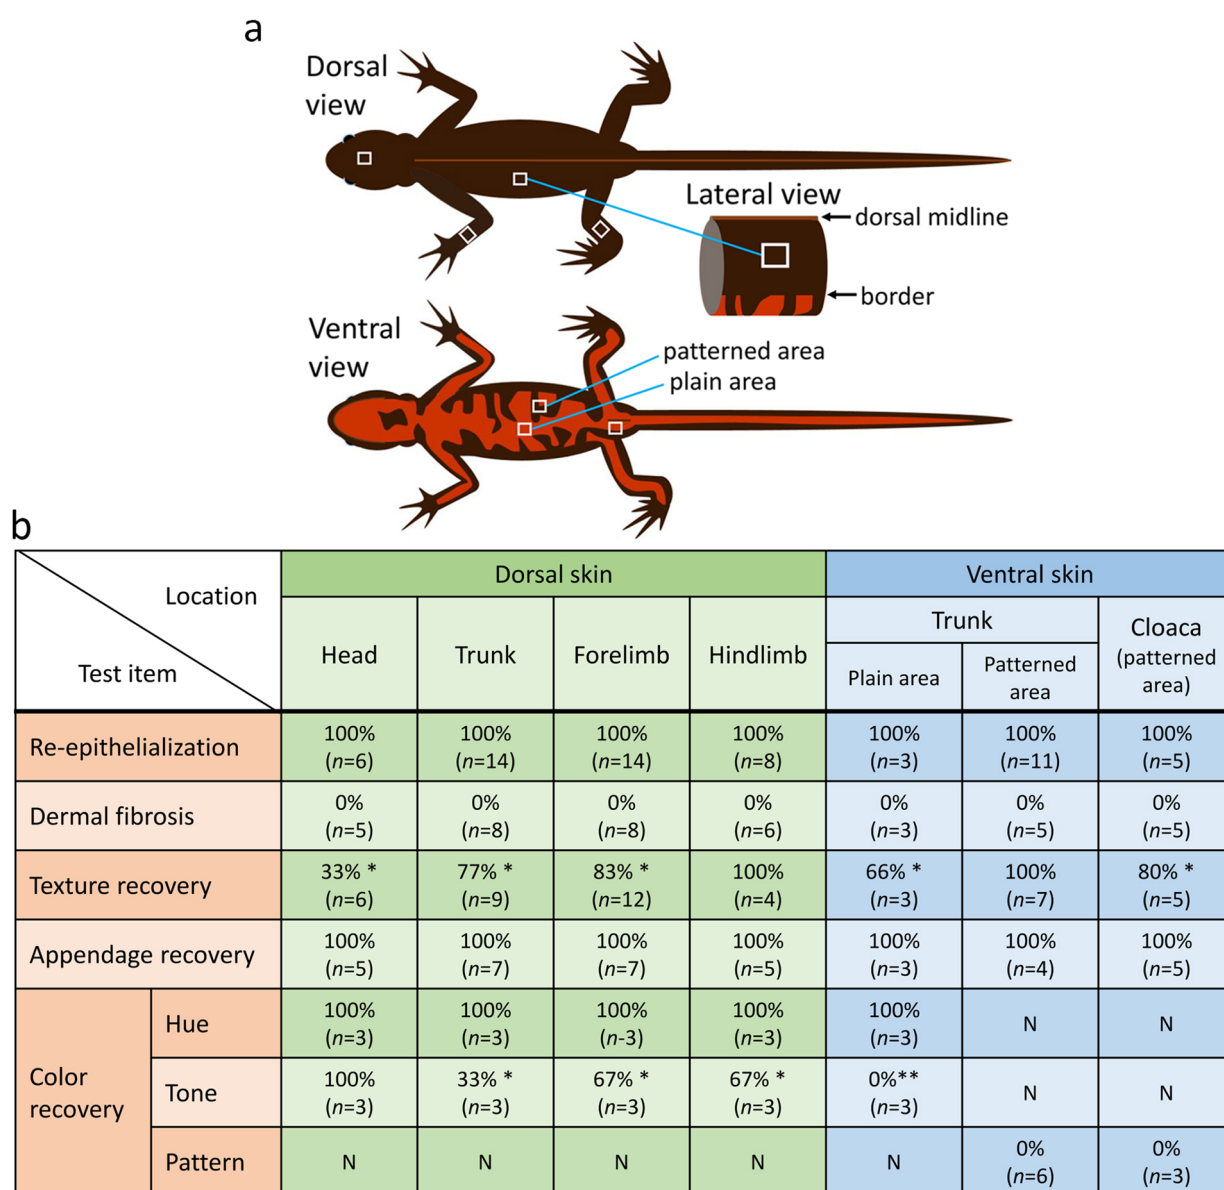 a
Dorsal
view
Lateral view
dorsal midline
border
Ventral
view
patterned area
plain area
b
Location
Test item
Dorsal skin
Ventral skin
Head
Trunk
Forelimb
Hindlimb
Trunk
Plain area
Patterned
area
Cloaca
(patterned
area)
Re-epithelialization
100% 100% 100% 100% 100% 100% 100%
(n=6) (n=14) (n=14) (n=8) (n=3) (n=11) (n=5)
Dermal fibrosis
0% 0% 0% 0% 0% 0% 0%
(n=5) (n=8) (n=8) (n=6) (n=3) (n=5) (n=5)
Texture recovery
33% * 77% * 83% * 100% 66% * 100% 80% *
(n=6) (n=9) (n=12) (n=4) (n=3) (n=7) (n=5)
Appendage recovery
100% 100% 100% 100% 100% 100% 100%
(n=5) (n=7) (n=7) (n=5) (n=3) (n=4) (n=5)
Color
recovery
Hue
100% 100% 100% 100% 100% N N
(n=3) (n=3) (n-3) (n=3) (n=3)
Tone
100% 33% * 67% * 67% * 0%** N N
(n=3) (n=3) (n=3) (n=3) (n=3)
Pattern
N N N N N 0% 0%
(n=6) (n=3)